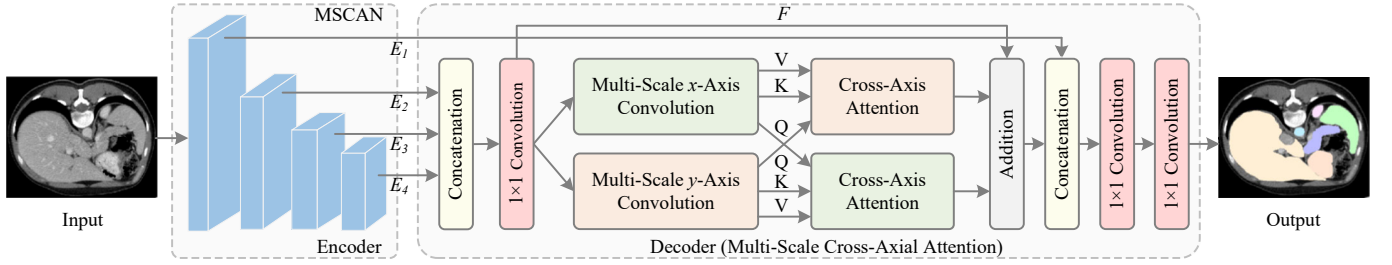 MSCAN
F
E1
E2
E3
E4
Input
Encoder
Concatenation
1×1 Convolution
Multi-Scale x-Axis
Convolution
V
K
Q
Cross-Axis
Attention
Multi-Scale y-Axis
Convolution
Q
K
V
Cross-Axis
Attention
Addition
Concatenation
1×1 Convolution
1×1 Convolution
Decoder (Multi-Scale Cross-Axial Attention)
Output